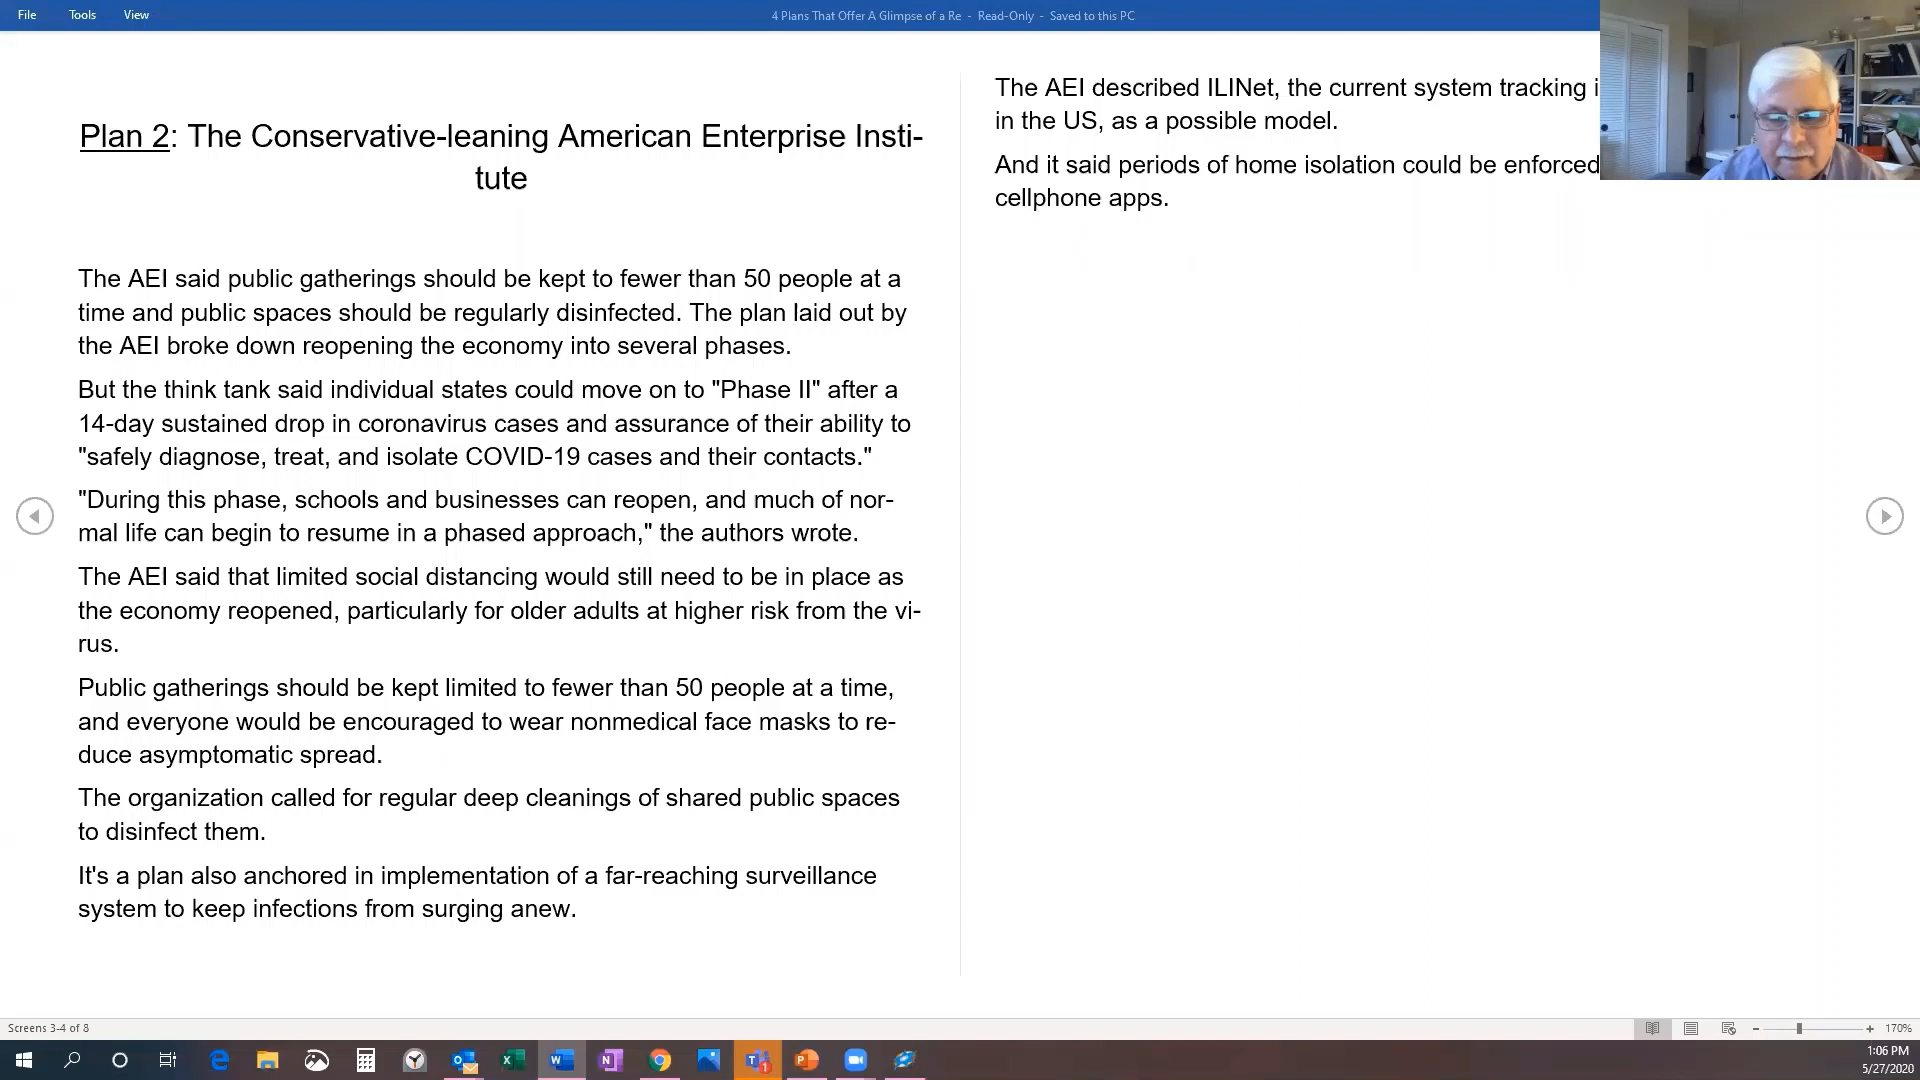 File Tools View
4 Plans That Offer A Glimpse of a Re - Read-Only - Saved to this PC
Plan 2: The Conservative-leaning American Enterprise Insti-
tute
The AEI said public gatherings should be kept to fewer than 50 people at a
time and public spaces should be regularly disinfected. The plan laid out by
the AEI broke down reopening the economy into several phases.
But the think tank said individual states could move on to "Phase II" after a
14-day sustained drop in coronavirus cases and assurance of their ability to
"safely diagnose, treat, and isolate COVID-19 cases and their contacts."
"During this phase, schools and businesses can reopen, and much of nor-
mal life can begin to resume in a phased approach," the authors wrote.
The AEI said that limited social distancing would still need to be in place as
the economy reopened, particularly for older adults at higher risk from the vi-
rus.
Public gatherings should be kept limited to fewer than 50 people at a time,
and everyone would be encouraged to wear nonmedical face masks to re-
duce asymptomatic spread.
The organization called for regular deep cleanings of shared public spaces
to disinfect them.
It's a plan also anchored in implementation of a far-reaching surveillance
system to keep infections from surging anew.
The AEI described ILINet, the current system tracking
in the US, as a possible model.
And it said periods of home isolation could be enforced
cellphone apps.
Screens 3-4 of 8
170%
1:06 PM
5/27/2020